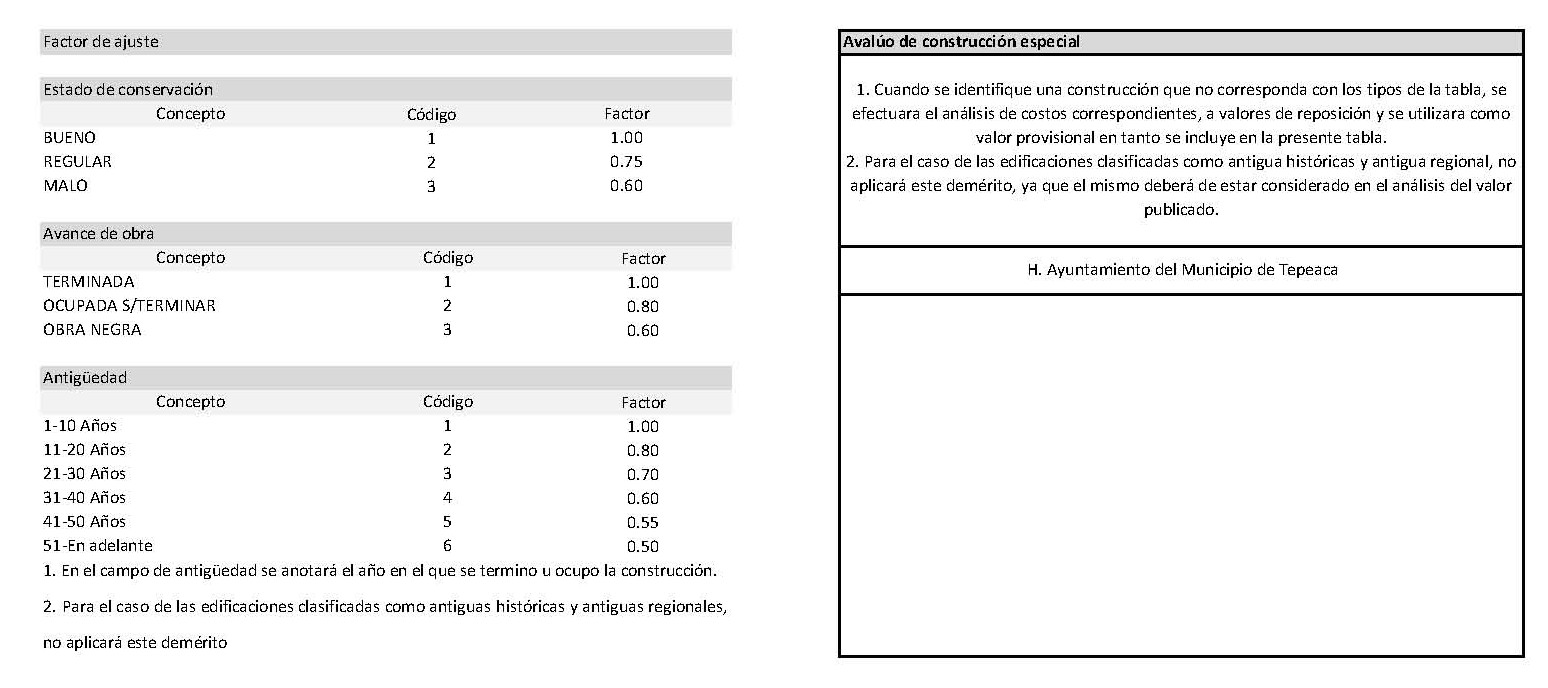 Factor de ajuste
Estado de conservación
Concepto Código Factor
BUENO 1 1.00
REGULAR 2 0.75
MALO 3 0.60
Avance de obra
Concepto Código Factor
TERMINADA 1 1.00
OCUPADA S/TERMINAR 2 0.80
OBRA NEGRA 3 0.60
Antigüedad
Concepto Código Factor
1-10 Años 1 1.00
11-20 Años 2 0.80
21-30 Años 3 0.70
31-40 Años 4 0.60
41-50 Años 5 0.55
51-En adelante 6 0.50
1. En el campo de antigüedad se anotará el año en el que se termino u ocupo la construcción.
2. Para el caso de las edificaciones clasificadas como antiguas históricas y antiguas regionales,
no aplicará este demérito
Avalúo de construcción especial
1. Cuando se identifique una construcción que no corresponda con los tipos de la tabla, se
efectuara el análisis de costos correspondientes, a valores de reposición y se utilizara como
valor provisional en tanto se incluye en la presente tabla.
2. Para el caso de las edificaciones clasificadas como antigua históricas y antigua regional, no
aplicará este demérito, ya que el mismo deberá de estar considerado en el análisis del valor
publicado.
H. Ayuntamiento del Municipio de Tepeaca